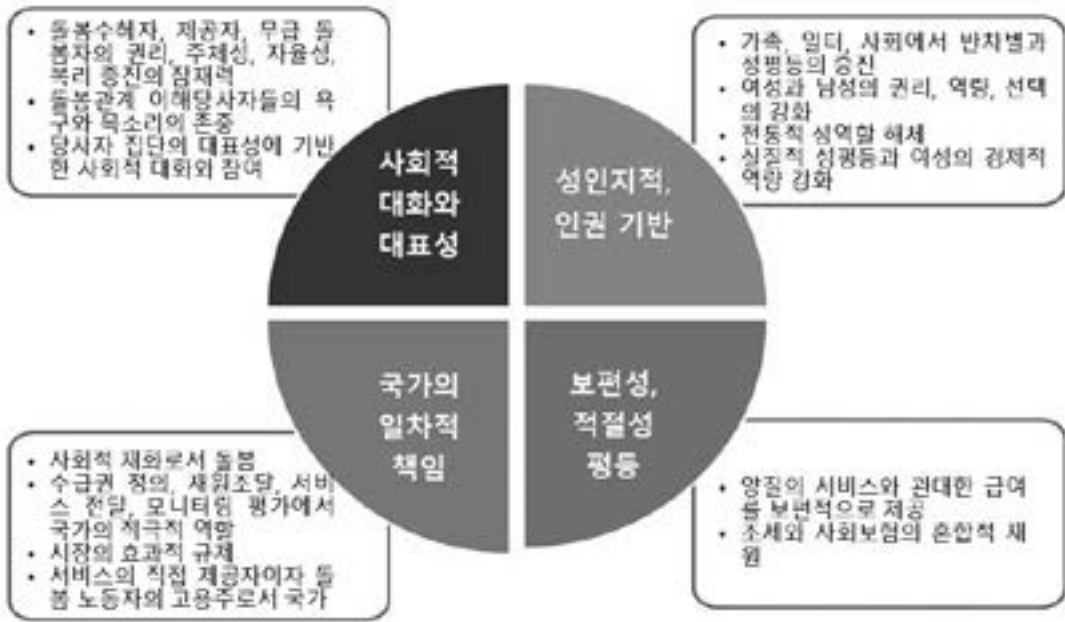 • 돌봄수혜자, 제공자, 무급 돌
봄자의 권리, 주체성, 자율성,
복리 증진의 잠재력
• 돌봄관계 이해당사자들의 욕
구와 목소리의 존중
• 당사자 집단의 대표성에 기반
한 사회적 대화와 참여
• 가족, 일터, 사회에서 반차별과
성평등의 증진
• 여성과 남성의 권리, 역량, 선택
의 강화
• 전통적 성역할 해체
• 실질적 성평등과 여성의 경제적
역량 강화
사회적
대화와
대표성
성인지적,
인권 기반
국가의
일차적
책임
보편성,
적절성
평등
• 사회적 재화로서 돌봄
• 수급권 정의, 재원조달, 서비
스 전달, 모니터링 평가에서
국가의 적극적 역할
• 시장의 효과적 규제
• 서비스의 직접 제공자이자 돌
봄 노동자의 고용주로서 국가
• 양질의 서비스와 관대한 급여
를 보편적으로 제공
• 조세와 사회보험의 혼합적 재
원